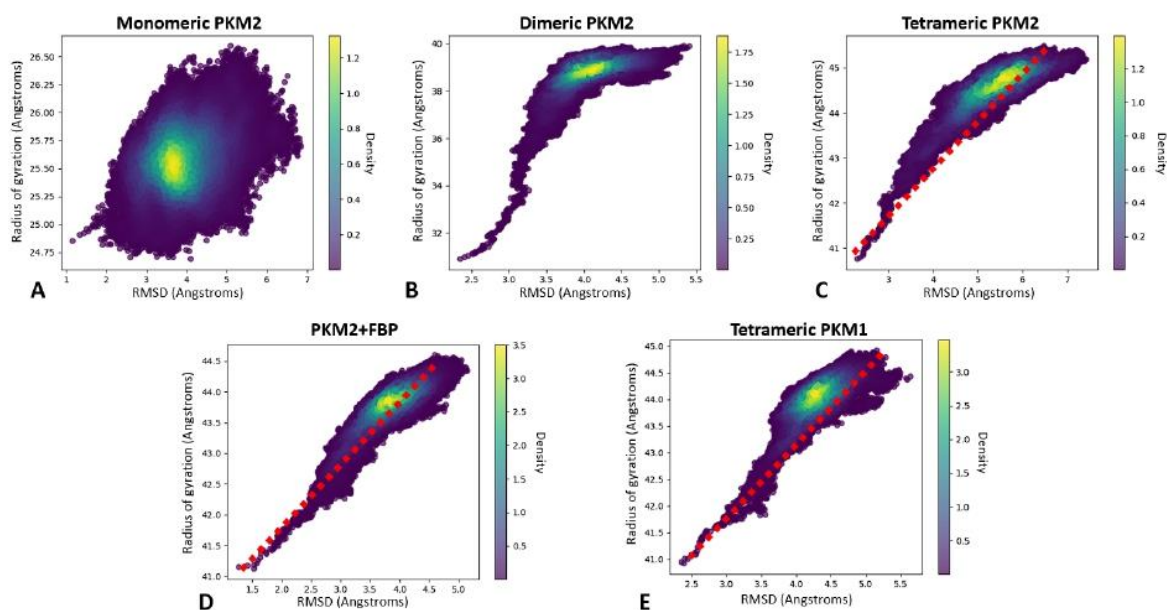 Monomeric PKM2
Radius of gyration (Angstroms)
26.50
26.25
26.00
25.75
25.50
25.25
25.00
24.75
1 2 3 4 5 6 7
RMSD (Angstroms)
1.2
1.0
0.8
0.6
0.4
0.2
Density
A
Dimeric PKM2
Radius of gyration (Angstroms)
40
38
36
34
32
2.5 3.0 3.5 4.0 4.5 5.0 5.5
RMSD (Angstroms)
1.75
1.50
1.25
1.00
0.75
0.50
0.25
Density
B
Tetrameric PKM2
Radius of gyration (Angstroms)
45
44
43
42
41
3 4 5 6 7
RMSD (Angstroms)
1.2
1.0
0.8
0.6
0.4
0.2
Density
C
PKM2+FBP
Radius of gyration (Angstroms)
44.5
44.0
43.5
43.0
42.5
42.0
41.5
41.0
1.5 2.0 2.5 3.0 3.5 4.0 4.5 5.0
RMSD (Angstroms)
3.5
3.0
2.5
2.0
1.5
1.0
0.5
Density
D
Tetrameric PKM1
Radius of gyration (Angstroms)
45.0
44.5
44.0
43.5
43.0
42.5
42.0
41.5
41.0
2.5 3.0 3.5 4.0 4.5 5.0 5.5
RMSD (Angstroms)
3.0
2.5
2.0
1.5
1.0
0.5
Density
E